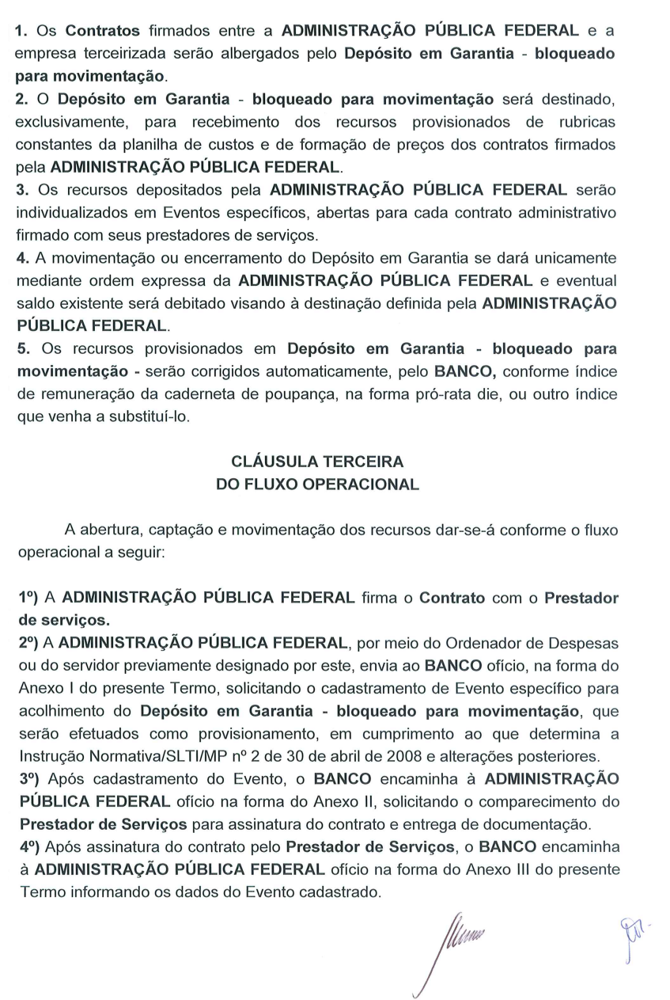 1. Os Contratos firmados entre a ADMINISTRAÇÃO PÚBLICA FEDERAL e a
empresa terceirizada serão albergados pelo Depósito em Garantia - bloqueado
para movimentação.
2. O Depósito em Garantia - bloqueado para movimentação será destinado,
exclusivamente, para recebimento dos recursos provisionados de rubricas
constantes da planilha de custos e de formação de preços dos contratos firmados
pela ADMINISTRAÇÃO PÚBLICA FEDERAL.
3. Os recursos depositados pela ADMINISTRAÇÃO PÚBLICA FEDERAL serão
individualizados em Eventos específicos, abertas para cada contrato administrativo
firmado com seus prestadores de serviços.
4. A movimentação ou encerramento do Depósito em Garantia se dará unicamente
mediante ordem expressa da ADMINISTRAÇÃO PÚBLICA FEDERAL e eventual
saldo existente será debitado visando à destinação definida pela ADMINISTRAÇÃO
PÚBLICA FEDERAL.
5. Os recursos provisionados em Depósito em Garantia - bloqueado para
movimentação - serão corrigidos automaticamente, pelo BANCO, conforme índice
de remuneração da caderneta de poupança, na forma pró-rata die, ou outro índice
que venha a substituí-lo.
CLÁUSULA TERCEIRA
DO FLUXO OPERACIONAL
A abertura, captação e movimentação dos recursos dar-se-á conforme o fluxo
operacional a seguir:
1º) A ADMINISTRAÇÃO PÚBLICA FEDERAL firma o Contrato com o Prestador
de serviços.
2º) A ADMINISTRAÇÃO PÚBLICA FEDERAL, por meio do Ordenador de Despesas
ou do servidor previamente designado por este, envia ao BANCO ofício, na forma do
Anexo I do presente Termo, solicitando o cadastramento de Evento específico para
acolhimento do Depósito em Garantia - bloqueado para movimentação, que
serão efetuados como provisionamento, em cumprimento ao que determina a
Instrução Normativa/SLTI/MP nº 2 de 30 de abril de 2008 e alterações posteriores.
3º) Após cadastramento do Evento, o BANCO encaminha à ADMINISTRAÇÃO
PÚBLICA FEDERAL ofício na forma do Anexo II, solicitando o comparecimento do
Prestador de Serviços para assinatura do contrato e entrega de documentação.
4º) Após assinatura do contrato pelo Prestador de Serviços, o BANCO encaminha
à ADMINISTRAÇÃO PÚBLICA FEDERAL ofício na forma do Anexo III do presente
Termo informando os dados do Evento cadastrado.